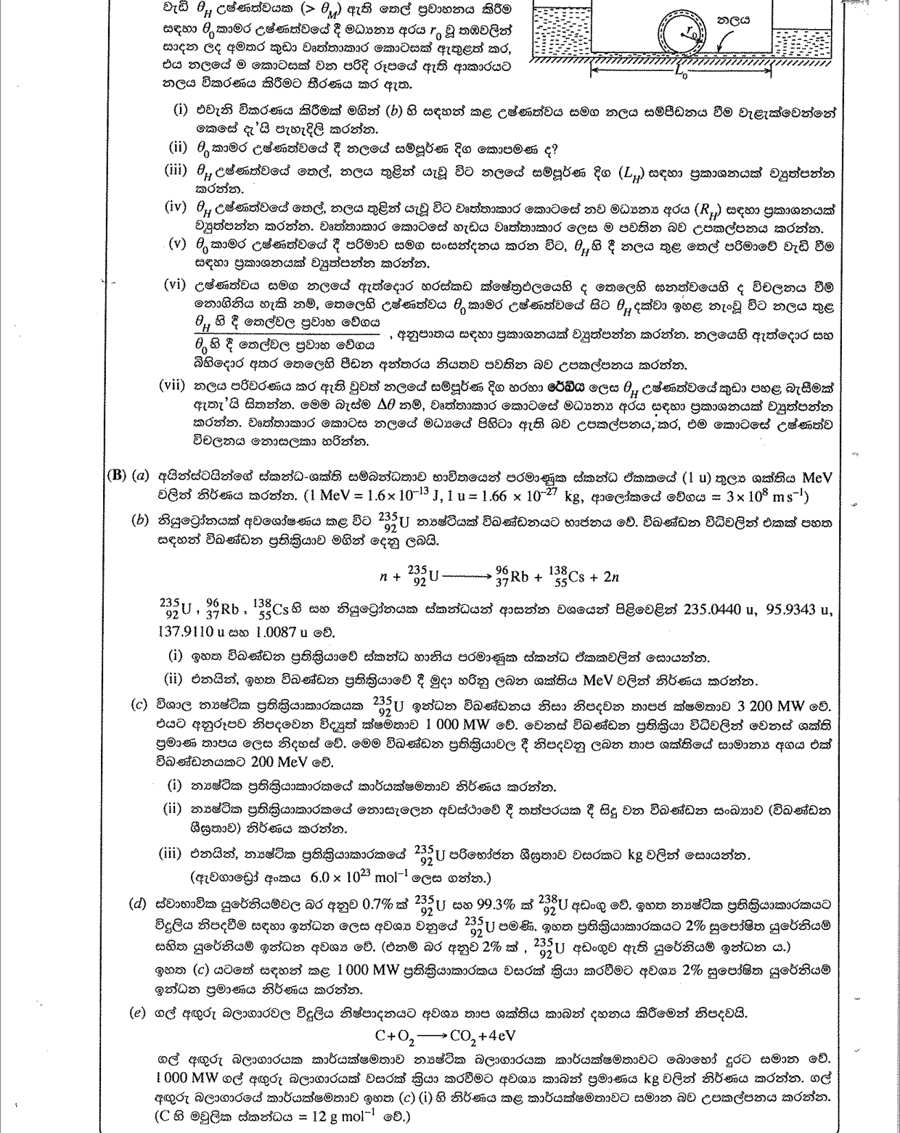 වැඩි θH උෂ්ණත්වයක (> θM) ඇති තෙල් ප්‍රවාහනය කිරීම
සඳහා θ0 කාමර උෂ්ණත්වයේ දී මධ්‍යන්‍ය අරය r0 වූ තඹවලින්
සාදන ලද අමතර කුඩා වෘත්තාකාර කොටසක් ඇතුළත් කර,
එය නලයේ ම කොටසක් වන පරිදි රූපයේ ඇති ආකාරයට
නලය විකරණය කිරීමට තීරණය කර ඇත.
නලය
r0
L0
(i) එවැනි විකරණය කිරීමක් මගින් (b) හි සඳහන් කළ උෂ්ණත්වය සමග නලය සම්පීඩනය වීම වැළැක්වෙන්නේ
කෙසේ දැ'යි පැහැදිලි කරන්න.
(ii) θ0 කාමර උෂ්ණත්වයේ දී නලයේ සම්පූර්ණ දිග කොපමණ ද?
(iii) θH උෂ්ණත්වයේ තෙල්, නලය තුළින් යැවූ විට නලයේ සම්පූර්ණ දිග (LH) සඳහා ප්‍රකාශනයක් ව්‍යුත්පන්න
කරන්න.
(iv) θH උෂ්ණත්වයේ තෙල්, නලය තුළින් යැවූ විට වෘත්තාකාර කොටසේ නව මධ්‍යන්‍ය අරය (RH) සඳහා ප්‍රකාශනයක්
ව්‍යුත්පන්න කරන්න. වෘත්තාකාර කොටසේ හැඩය වෘත්තාකාර ලෙස ම පවතින බව උපකල්පනය කරන්න.
(v) θ0 කාමර උෂ්ණත්වයේ දී පරිමාව සමග සංසන්දනය කරන විට, θH හි දී නලය තුළ තෙල් පරිමාවේ වැඩි වීම
සඳහා ප්‍රකාශනයක් ව්‍යුත්පන්න කරන්න.
(vi) උෂ්ණත්වය සමග නලයේ ඇත්දොර හරස්කඩ ක්ෂේත්‍රඵලයෙහි ද තෙලෙහි ඝනත්වයෙහි ද විචලනය වීම්
නොගිනිය හැකි නම්, තෙලෙහි උෂ්ණත්වය θ0 කාමර උෂ්ණත්වයේ සිට θH දක්වා ඉහළ නැංවූ විට නලය තුළ
θH හි දී තෙල්වල ප්‍රවාහ වේගය
θ0 හි දී තෙල්වල ප්‍රවාහ වේගය , අනුපාතය සඳහා ප්‍රකාශනයක් ව්‍යුත්පන්න කරන්න. නලයෙහි ඇත්දොර සහ
බිහිදොර අතර තෙලෙහි පීඩන අන්තරය නියතව පවතින බව උපකල්පනය කරන්න.
(vii) නලය පරිවරණය කර ඇති වුවත් නලයේ සම්පූර්ණ දිග හරහා රේඛීය ලෙස θH උෂ්ණත්වයේ කුඩා පහළ බැසීමක්
ඇතැ'යි සිතන්න. මෙම බැස්ම Δθ නම්, වෘත්තාකාර කොටසේ මධ්‍යන්‍ය අරය සඳහා ප්‍රකාශනයක් ව්‍යුත්පන්න
කරන්න. වෘත්තාකාර කොටස නලයේ මධ්‍යයේ පිහිටා ඇති බව උපකල්පනය කර, එම කොටසේ උෂ්ණත්ව
විචලනය නොසලකා හරින්න.
(B) (a) අයින්ස්ටයින්ගේ ස්කන්ධ-ශක්ති සම්බන්ධතාව භාවිතයෙන් පරමාණුක ස්කන්ධ ඒකකයේ (1 u) තුල්‍ය ශක්තිය MeV
වලින් නිර්ණය කරන්න. (1 MeV = 1.6 × 10⁻¹³ J, 1 u = 1.66 × 10⁻²⁷ kg, ආලෝකයේ වේගය = 3 × 10⁸ m s⁻¹)
(b) නියුට්‍රෝනයක් අවශෝෂණය කළ විට ²³⁵₉₂U න්‍යෂ්ටියක් විඛණ්ඩනයට භාජනය වේ. විඛණ්ඩන විධිවලින් එකක් පහත
සඳහන් විඛණ්ඩන ප්‍රතික්‍රියාව මගින් දෙනු ලබයි.
n + ²³⁵₉₂U ⟶ ⁹⁶₃₇Rb + ¹³⁸₅₅Cs + 2n
²³⁵₉₂U , ⁹⁶₃₇Rb , ¹³⁸₅₅Cs හි සහ නියුට්‍රෝනයක ස්කන්ධයන් ආසන්න වශයෙන් පිළිවෙළින් 235.0440 u, 95.9343 u,
137.9110 u සහ 1.0087 u වේ.
(i) ඉහත විඛණ්ඩන ප්‍රතික්‍රියාවේ ස්කන්ධ හානිය පරමාණුක ස්කන්ධ ඒකකවලින් සොයන්න.
(ii) එනයින්, ඉහත විඛණ්ඩන ප්‍රතික්‍රියාවේ දී මුදා හරිනු ලබන ශක්තිය MeV වලින් නිර්ණය කරන්න.
(c) විශාල න්‍යෂ්ටික ප්‍රතික්‍රියාකාරකයක ²³⁵₉₂U ඉන්ධන විඛණ්ඩනය නිසා නිපදවන තාපජ ක්ෂමතාව 3 200 MW වේ.
එයට අනුරූපව නිපදවෙන විද්‍යුත් ක්ෂමතාව 1 000 MW වේ. වෙනස් විඛණ්ඩන ප්‍රතික්‍රියා විධිවලින් වෙනස් ශක්ති
ප්‍රමාණ තාපය ලෙස නිදහස් වේ. මෙම විඛණ්ඩන ප්‍රතික්‍රියාවල දී නිපදවනු ලබන තාප ශක්තියේ සාමාන්‍ය අගය එක්
විඛණ්ඩනයකට 200 MeV වේ.
(i) න්‍යෂ්ටික ප්‍රතික්‍රියාකාරකයේ කාර්යක්ෂමතාව නිර්ණය කරන්න.
(ii) න්‍යෂ්ටික ප්‍රතික්‍රියාකාරකයේ නොසැලෙන අවස්ථාවේ දී තත්පරයක දී සිදු වන විඛණ්ඩන සංඛ්‍යාව (විඛණ්ඩන
ශීඝ්‍රතාව) නිර්ණය කරන්න.
(iii) එනයින්, න්‍යෂ්ටික ප්‍රතික්‍රියාකාරකයේ ²³⁵₉₂U පරිභෝජන ශීඝ්‍රතාව වසරකට kg වලින් සොයන්න.
(ඇවගාඩ්‍රෝ අංකය 6.0 × 10²³ mol⁻¹ ලෙස ගන්න.)
(d) ස්වාභාවික යුරේනියම්වල බර අනුව 0.7% ක් ²³⁵₉₂U සහ 99.3% ක් ²³⁸₉₂U අඩංගු වේ. ඉහත න්‍යෂ්ටික ප්‍රතික්‍රියාකාරකයට
විදුලිය නිපදවීම සඳහා ඉන්ධන ලෙස අවශ්‍ය වනුයේ ²³⁵₉₂U පමණි. ඉහත ප්‍රතික්‍රියාකාරකයට 2% සුපෝෂිත යුරේනියම්
සහිත යුරේනියම් ඉන්ධන අවශ්‍ය වේ. (එනම් බර අනුව 2% ක් , ²³⁵₉₂U අඩංගුව ඇති යුරේනියම් ඉන්ධන ය.)
ඉහත (c) යටතේ සඳහන් කළ 1 000 MW ප්‍රතික්‍රියාකාරකය වසරක් ක්‍රියා කරවීමට අවශ්‍ය 2% සුපෝෂිත යුරේනියම්
ඉන්ධන ප්‍රමාණය නිර්ණය කරන්න.
(e) ගල් අඟුරු බලාගාරවල විදුලිය නිෂ්පාදනයට අවශ්‍ය තාප ශක්තිය කාබන් දහනය කිරීමෙන් නිපදවයි.
C + O₂ ⟶ CO₂ + 4 eV
ගල් අඟුරු බලාගාරයක කාර්යක්ෂමතාව න්‍යෂ්ටික බලාගාරයක කාර්යක්ෂමතාවට බොහෝ දුරට සමාන වේ.
1 000 MW ගල් අඟුරු බලාගාරයක් වසරක් ක්‍රියා කරවීමට අවශ්‍ය කාබන් ප්‍රමාණය kg වලින් නිර්ණය කරන්න. ගල්
අඟුරු බලාගාරයේ කාර්යක්ෂමතාව ඉහත (c) (i) හි නිර්ණය කළ කාර්යක්ෂමතාවට සමාන බව උපකල්පනය කරන්න.
(C හි මවුලික ස්කන්ධය = 12 g mol⁻¹ වේ.)